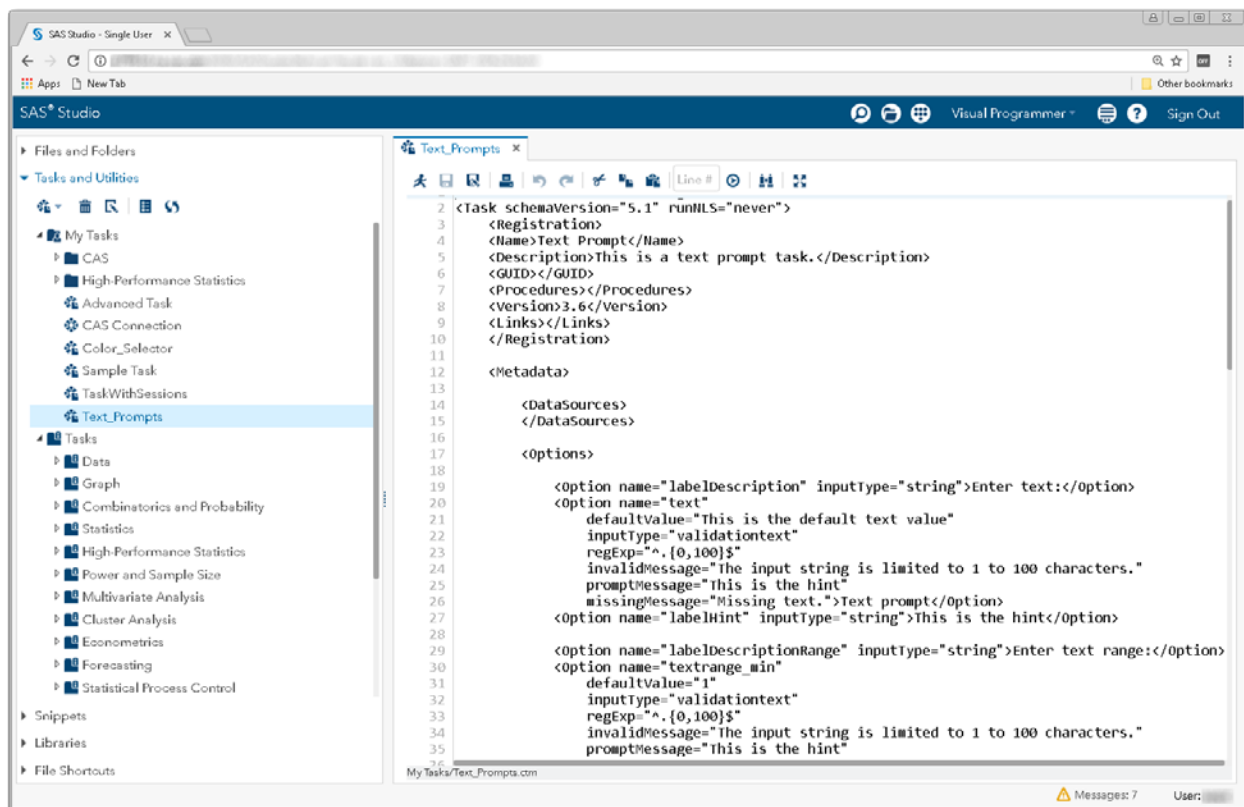 SAS Studio - Single User
Apps New Tab Other bookmarks
SAS® Studio Visual Programmer Sign Out
Files and Folders
Tasks and Utilities
My Tasks
CAS
High-Performance Statistics
Advanced Task
CAS Connection
Color_Selector
Sample Task
TaskWithSessions
Text_Prompts
Tasks
Data
Graph
Combinatorics and Probability
Statistics
High-Performance Statistics
Power and Sample Size
Multivariate Analysis
Cluster Analysis
Econometrics
Forecasting
Statistical Process Control
Snippets
Libraries
File Shortcuts
Text_Prompts
Line #
2 <Task schemaVersion="5.1" runNLS="never">
3 <Registration>
4 <Name>Text Prompt</Name>
5 <Description>This is a text prompt task.</Description>
6 <GUID></GUID>
7 <Procedures></Procedures>
8 <Version>3.6</Version>
9 <Links></Links>
10 </Registration>
11
12 <Metadata>
13
14 <DataSources>
15 </DataSources>
16
17 <Options>
18
19 <Option name="labelDescription" inputType="string">Enter text:</Option>
20 <Option name="text"
21 defaultValue="This is the default text value"
22 inputType="validationtext"
23 regExp="^.{0,100}$"
24 invalidMessage="The input string is limited to 1 to 100 characters."
25 promptMessage="This is the hint"
26 missingMessage="Missing text.">Text prompt</Option>
27 <Option name="labelHint" inputType="string">This is the hint</Option>
28
29 <Option name="labelDescriptionRange" inputType="string">Enter text range:</Option>
30 <Option name="textrange_min"
31 defaultValue="1"
32 inputType="validationtext"
33 regExp="^.{0,100}$"
34 invalidMessage="The input string is limited to 1 to 100 characters."
35 promptMessage="This is the hint"
My Tasks/Text_Prompts.ctm
Messages: 7 User: